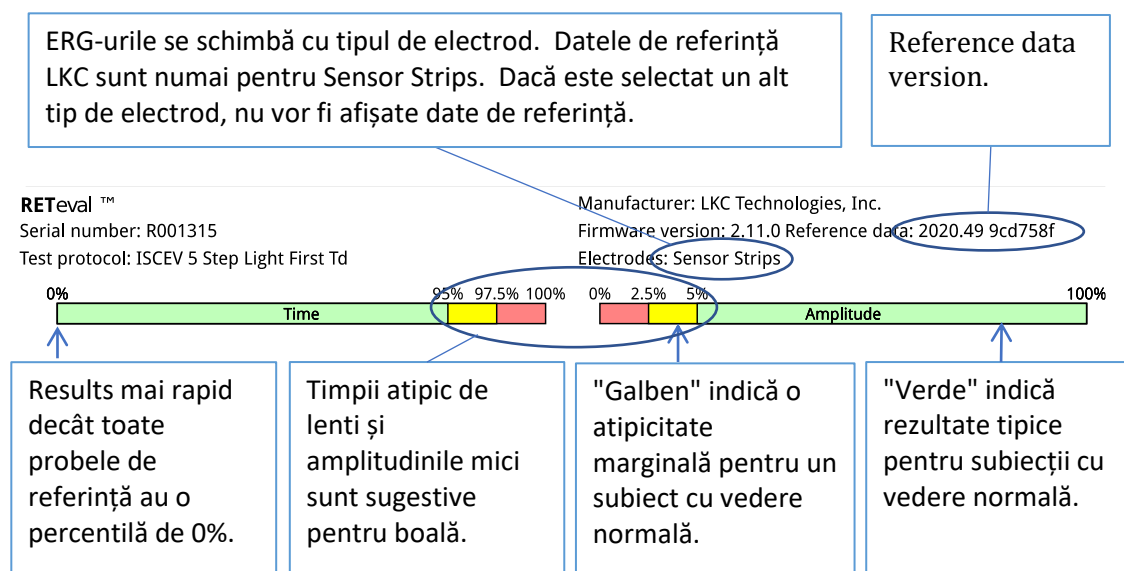 ERG-urile se schimbă cu tipul de electrod.  Datele de referință
LKC sunt numai pentru Sensor Strips.  Dacă este selectat un alt
tip de electrod, nu vor fi afișate date de referință.
Reference data
version.
RETeval ™
Serial number: R001315
Test protocol: ISCEV 5 Step Light First Td
Manufacturer: LKC Technologies, Inc.
Firmware version: 2.11.0 Reference data: 2020.49 9cd758f
Electrodes: Sensor Strips
0% 95% 97.5% 100%
Time
0% 2.5% 5% 100%
Amplitude
Results mai rapid
decât toate
probele de
referință au o
percentilă de 0%.
Timpii atipic de
lenti și
amplitudinile mici
sunt sugestive
pentru boală.
"Galben" indică o
atipicitate
marginală pentru un
subiect cu vedere
normală.
"Verde" indică
rezultate tipice
pentru subiecții cu
vedere normală.